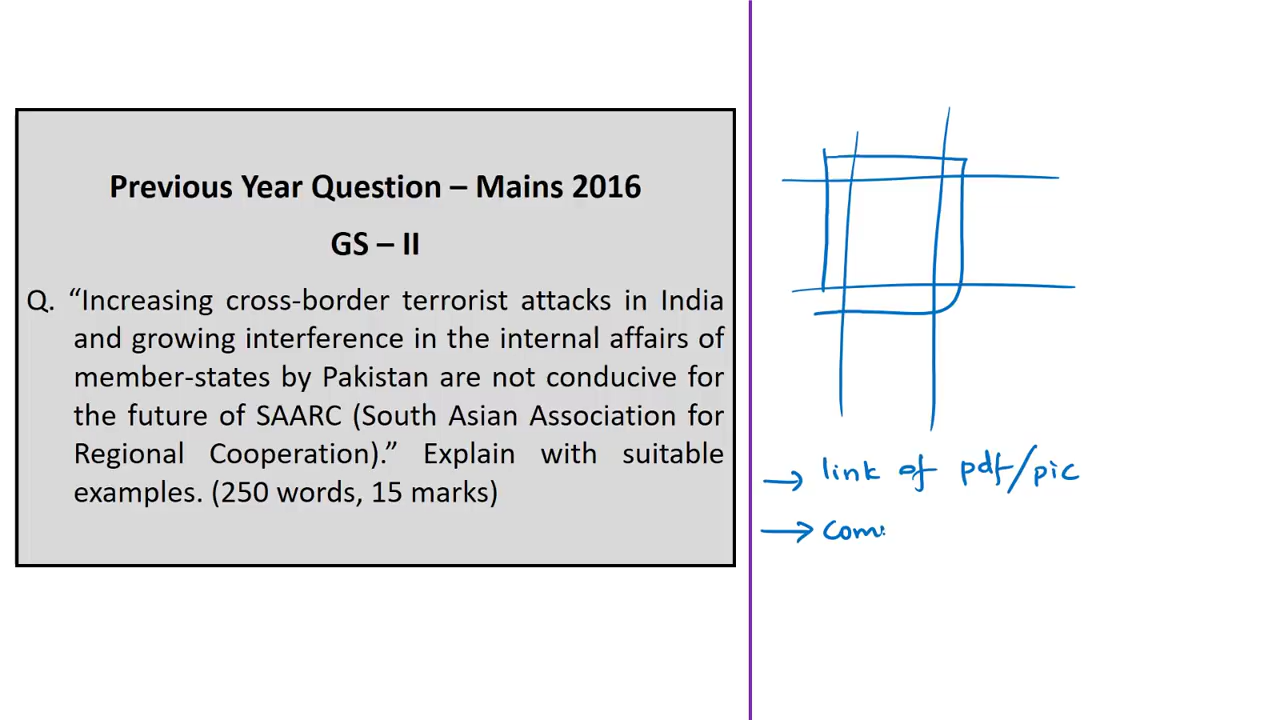 Previous Year Question – Mains 2016
GS – II
Q. “Increasing cross-border terrorist attacks in India
and growing interference in the internal affairs of
member-states by Pakistan are not conducive for
the future of SAARC (South Asian Association for
Regional Cooperation).” Explain with suitable
examples. (250 words, 15 marks)
→ link of pdf/pic
→ Com